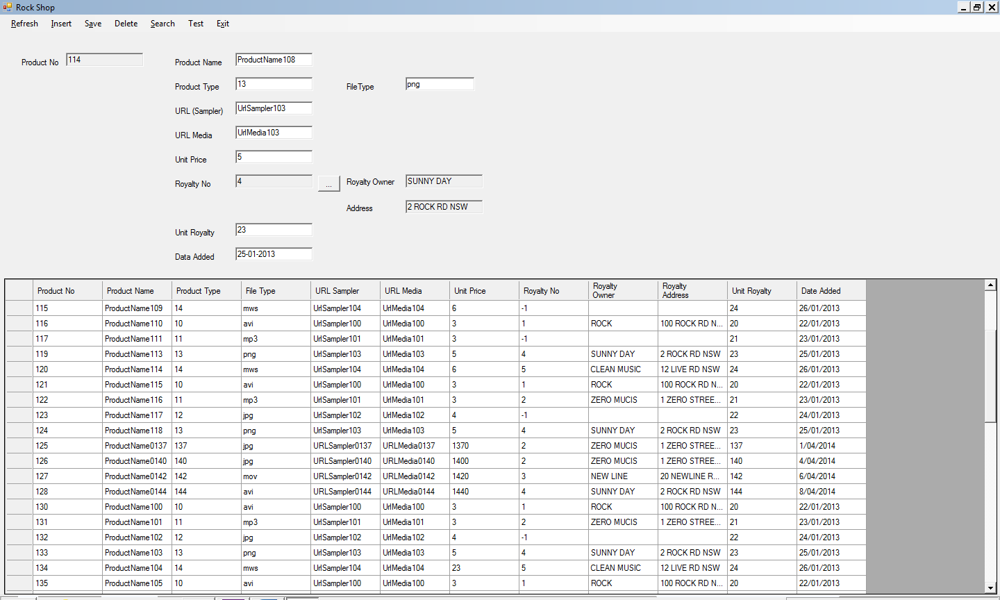 Rock Shop
Refresh Insert Save Delete Search Test Exit
Product No 114 Product Name ProductName108
Product Type 13 FileType png
URL (Sampler) UrlSampler103
URL Media UrlMedia103
Unit Price 5
Royalty No 4 ... Royalty Owner SUNNY DAY
Address 2 ROCK RD NSW
Unit Royalty 23
Data Added 25-01-2013
Product No Product Name Product Type File Type URL Sampler URL Media Unit Price Royalty No Royalty Owner Royalty Address Unit Royalty Date Added
115 ProductName109 14 mws UrlSampler104 UrlMedia104 6 -1 24 26/01/2013
116 ProductName110 10 avi UrlSampler100 UrlMedia100 3 1 ROCK 100 ROCK RD N... 20 22/01/2013
117 ProductName111 11 mp3 UrlSampler101 UrlMedia101 3 -1 21 23/01/2013
119 ProductName113 13 png UrlSampler103 UrlMedia103 5 4 SUNNY DAY 2 ROCK RD NSW 23 25/01/2013
120 ProductName114 14 mws UrlSampler104 UrlMedia104 6 5 CLEAN MUSIC 12 LIVE RD NSW 24 26/01/2013
121 ProductName115 10 avi UrlSampler100 UrlMedia100 3 1 ROCK 100 ROCK RD N... 20 22/01/2013
122 ProductName116 11 mp3 UrlSampler101 UrlMedia101 3 2 ZERO MUCIS 1 ZERO STREE... 21 23/01/2013
123 ProductName117 12 jpg UrlSampler102 UrlMedia102 4 -1 22 24/01/2013
124 ProductName118 13 png UrlSampler103 UrlMedia103 5 4 SUNNY DAY 2 ROCK RD NSW 23 25/01/2013
125 ProductName0137 137 jpg URLSampler0137 URLMedia0137 1370 2 ZERO MUCIS 1 ZERO STREE... 137 1/04/2014
126 ProductName0140 140 jpg URLSampler0140 URLMedia0140 1400 2 ZERO MUCIS 1 ZERO STREE... 140 4/04/2014
127 ProductName0142 142 mov URLSampler0142 URLMedia0142 1420 3 NEW LINE 20 NEWLINE R... 142 6/04/2014
128 ProductName0144 144 avi URLSampler0144 URLMedia0144 1440 4 SUNNY DAY 2 ROCK RD NSW 144 8/04/2014
130 ProductName100 10 avi UrlSampler100 UrlMedia100 3 1 ROCK 100 ROCK RD N... 20 22/01/2013
131 ProductName101 11 mp3 UrlSampler101 UrlMedia101 3 2 ZERO MUCIS 1 ZERO STREE... 21 23/01/2013
132 ProductName102 12 jpg UrlSampler102 UrlMedia102 4 -1 22 24/01/2013
133 ProductName103 13 png UrlSampler103 UrlMedia103 5 4 SUNNY DAY 2 ROCK RD NSW 23 25/01/2013
134 ProductName104 14 mws UrlSampler104 UrlMedia104 23 5 CLEAN MUSIC 12 LIVE RD NSW 24 26/01/2013
135 ProductName105 10 avi UrlSampler100 UrlMedia100 3 1 ROCK 100 ROCK RD N... 20 22/01/2013